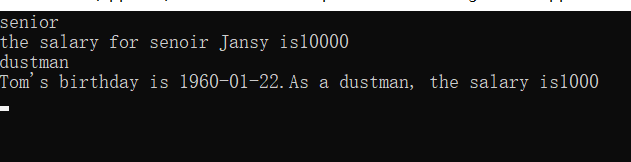 senior
the salary for senoir Jansy is10000
dustman
Tom's birthday is 1960-01-22.As a dustman, the salary is1000